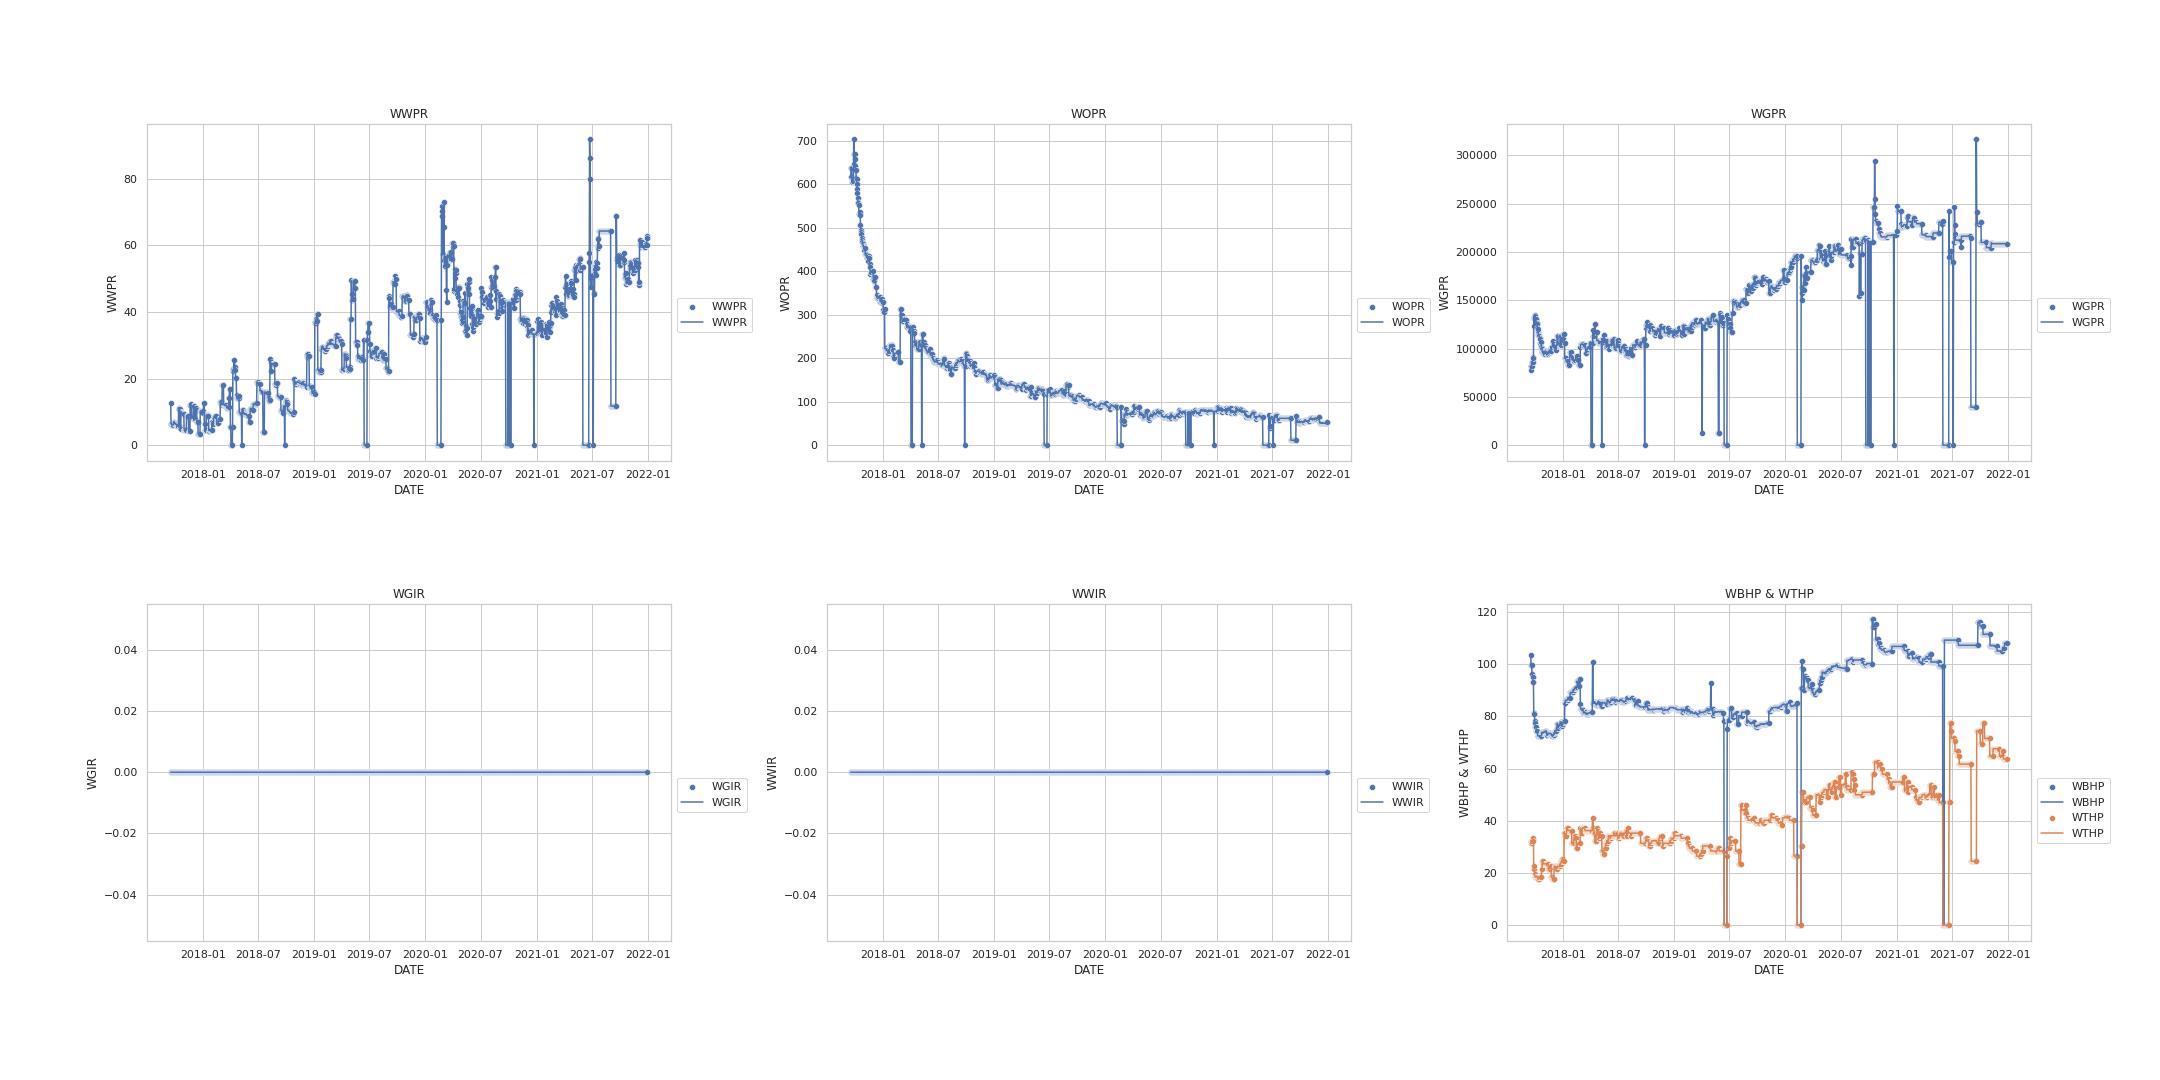 WWPR
WWPR
80
60
40
20
0
2018-01 2018-07 2019-01 2019-07 2020-01 2020-07 2021-01 2021-07 2022-01
DATE
WWPR
WWPR
WOPR
WOPR
700
600
500
400
300
200
100
0
2018-01 2018-07 2019-01 2019-07 2020-01 2020-07 2021-01 2021-07 2022-01
DATE
WOPR
WOPR
WGPR
WGPR
300000
250000
200000
150000
100000
50000
0
2018-01 2018-07 2019-01 2019-07 2020-01 2020-07 2021-01 2021-07 2022-01
DATE
WGPR
WGPR
WGIR
WGIR
0.04
0.02
0.00
−0.02
−0.04
2018-01 2018-07 2019-01 2019-07 2020-01 2020-07 2021-01 2021-07 2022-01
DATE
WGIR
WGIR
WWIR
WWIR
0.04
0.02
0.00
−0.02
−0.04
2018-01 2018-07 2019-01 2019-07 2020-01 2020-07 2021-01 2021-07 2022-01
DATE
WWIR
WWIR
WBHP & WTHP
WBHP & WTHP
120
100
80
60
40
20
0
2018-01 2018-07 2019-01 2019-07 2020-01 2020-07 2021-01 2021-07 2022-01
DATE
WBHP
WBHP
WTHP
WTHP